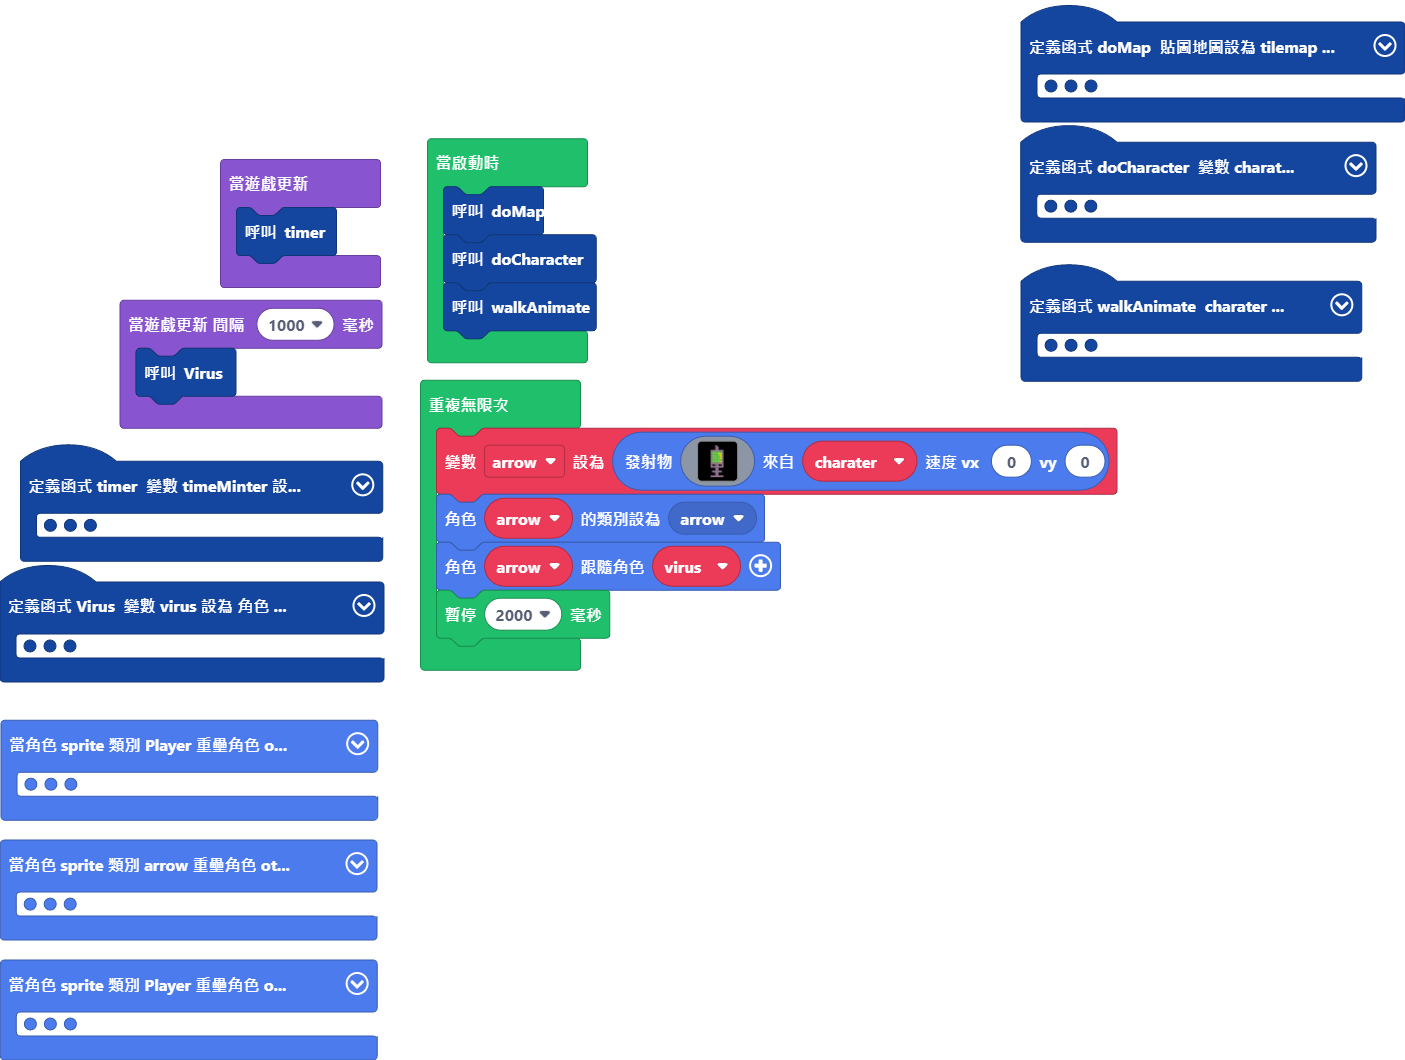 定義函式 doMap 貼圖地圖設為 tilemap ...
定義函式 doCharacter 變數 charat...
定義函式 walkAnimate charater ...
當啟動時
呼叫 doMap
呼叫 doCharacter
呼叫 walkAnimate
當遊戲更新
呼叫 timer
當遊戲更新 間隔 1000 毫秒
呼叫 Virus
重複無限次
變數 arrow 設為 發射物 來自 charater 速度 vx 0 vy 0
角色 arrow 的類別設為 arrow
角色 arrow 跟隨角色 virus
暫停 2000 毫秒
定義函式 timer 變數 timeMinter 設...
定義函式 Virus 變數 virus 設為 角色 ...
當角色 sprite 類別 Player 重疊角色 o...
當角色 sprite 類別 arrow 重疊角色 ot...
當角色 sprite 類別 Player 重疊角色 o...